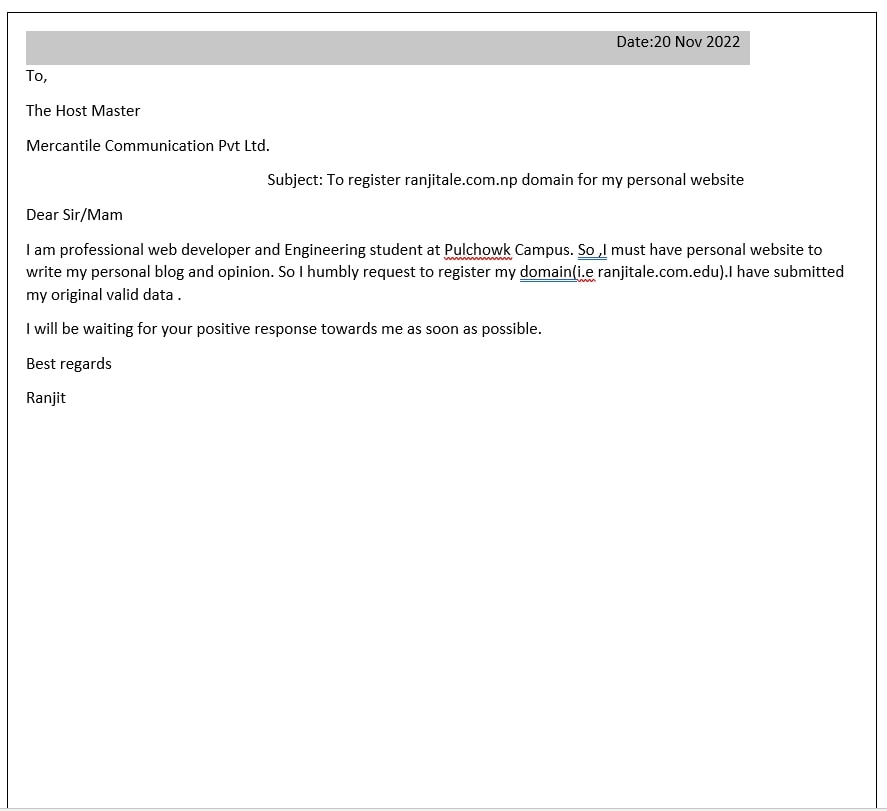 Date:20 Nov 2022
To,
The Host Master
Mercantile Communication Pvt Ltd.
Subject: To register ranjitale.com.np domain for my personal website
Dear Sir/Mam
I am professional web developer and Engineering student at Pulchowk Campus. So ,I must have personal website to
write my personal blog and opinion. So I humbly request to register my domain(i.e ranjitale.com.edu).I have submitted
my original valid data .
I will be waiting for your positive response towards me as soon as possible.
Best regards
Ranjit